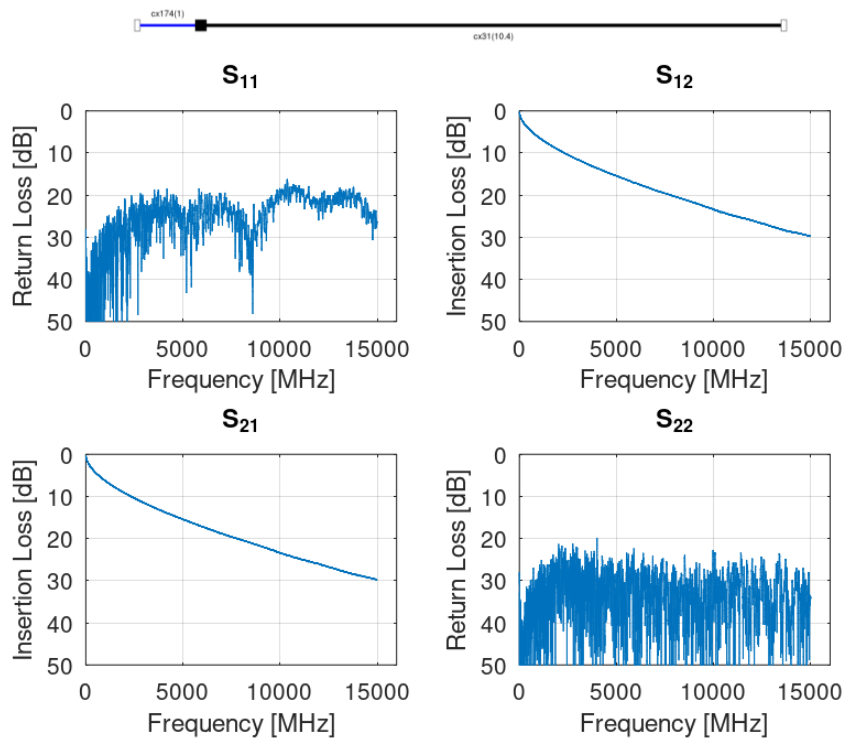 cx174(1)
cx31(10.4)
S11
Return Loss [dB]
0
10
20
30
40
50
0 5000 10000 15000
Frequency [MHz]
S12
Insertion Loss [dB]
0
10
20
30
40
50
0 5000 10000 15000
Frequency [MHz]
S21
Insertion Loss [dB]
0
10
20
30
40
50
0 5000 10000 15000
Frequency [MHz]
S22
Return Loss [dB]
0
10
20
30
40
50
0 5000 10000 15000
Frequency [MHz]